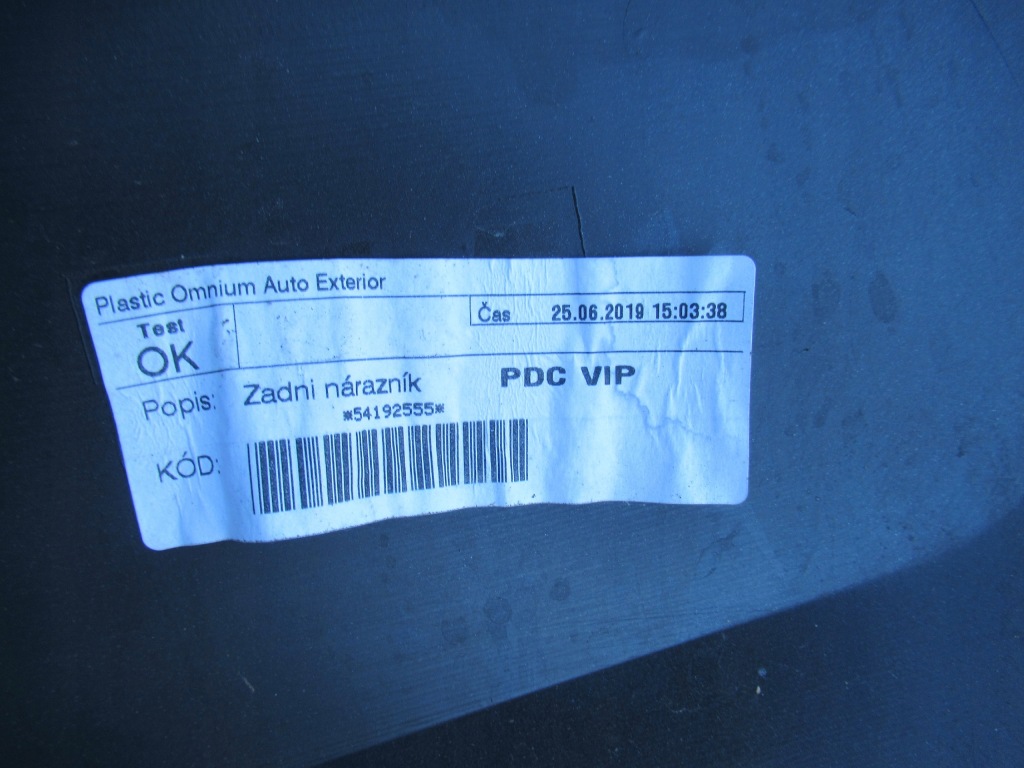 Plastic Omnium Auto Exterior
Test
OK
Čas 25.06.2019 15:03:38
Popis: Zadni nárazník PDC VIP
*54192555*
KÓD: